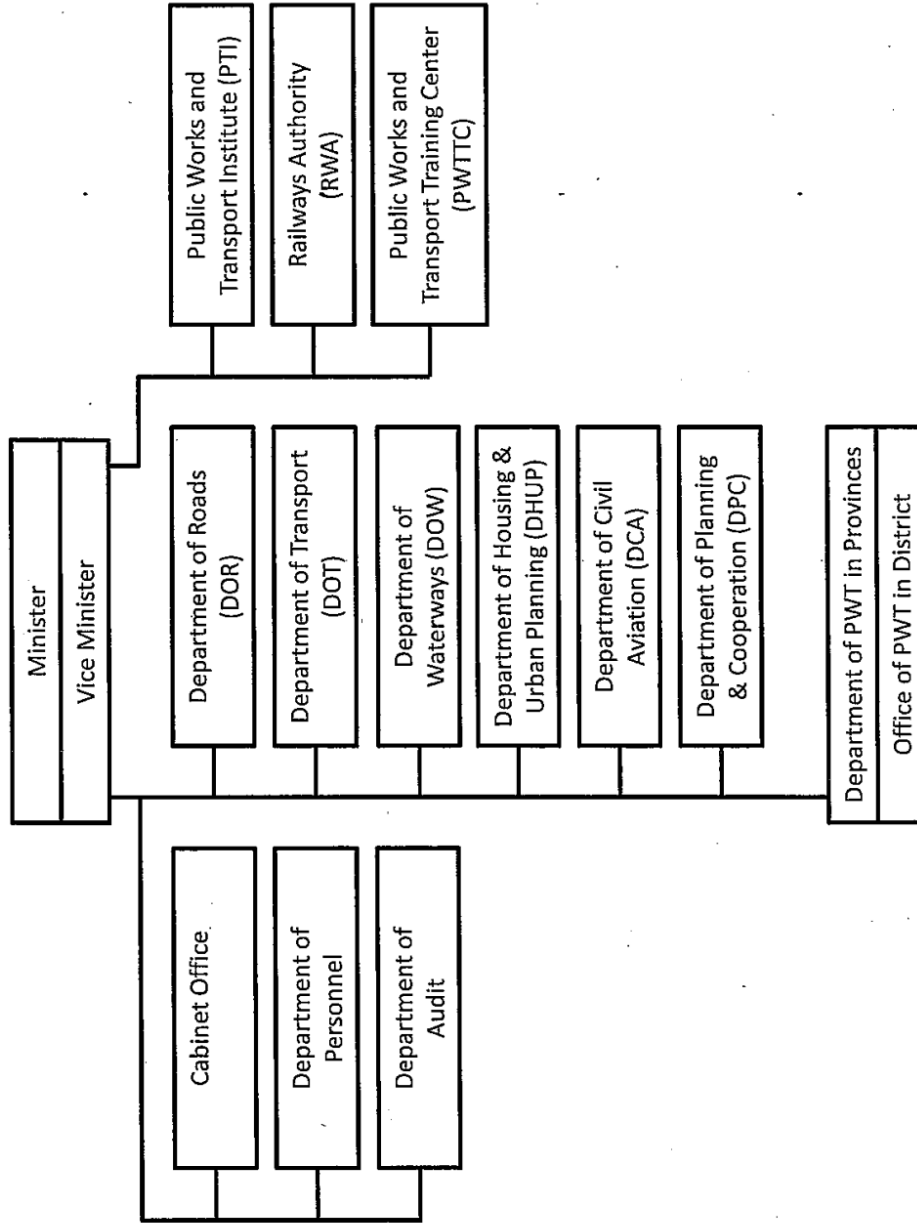 Minister
Vice Minister
Cabinet Office
Department of
Personnel
Department of
Audit
Department of Roads
(DOR)
Department of Transport
(DOT)
Department of
Waterways (DOW)
Department of Housing &
Urban Planning (DHUP)
Department of Civil
Aviation (DCA)
Department of Planning
& Cooperation (DPC)
Public Works and
Transport Institute (PTI)
Railways Authority
(RWA)
Public Works and
Transport Training Center
(PWTTC)
Department of PWT in Provinces
Office of PWT in District